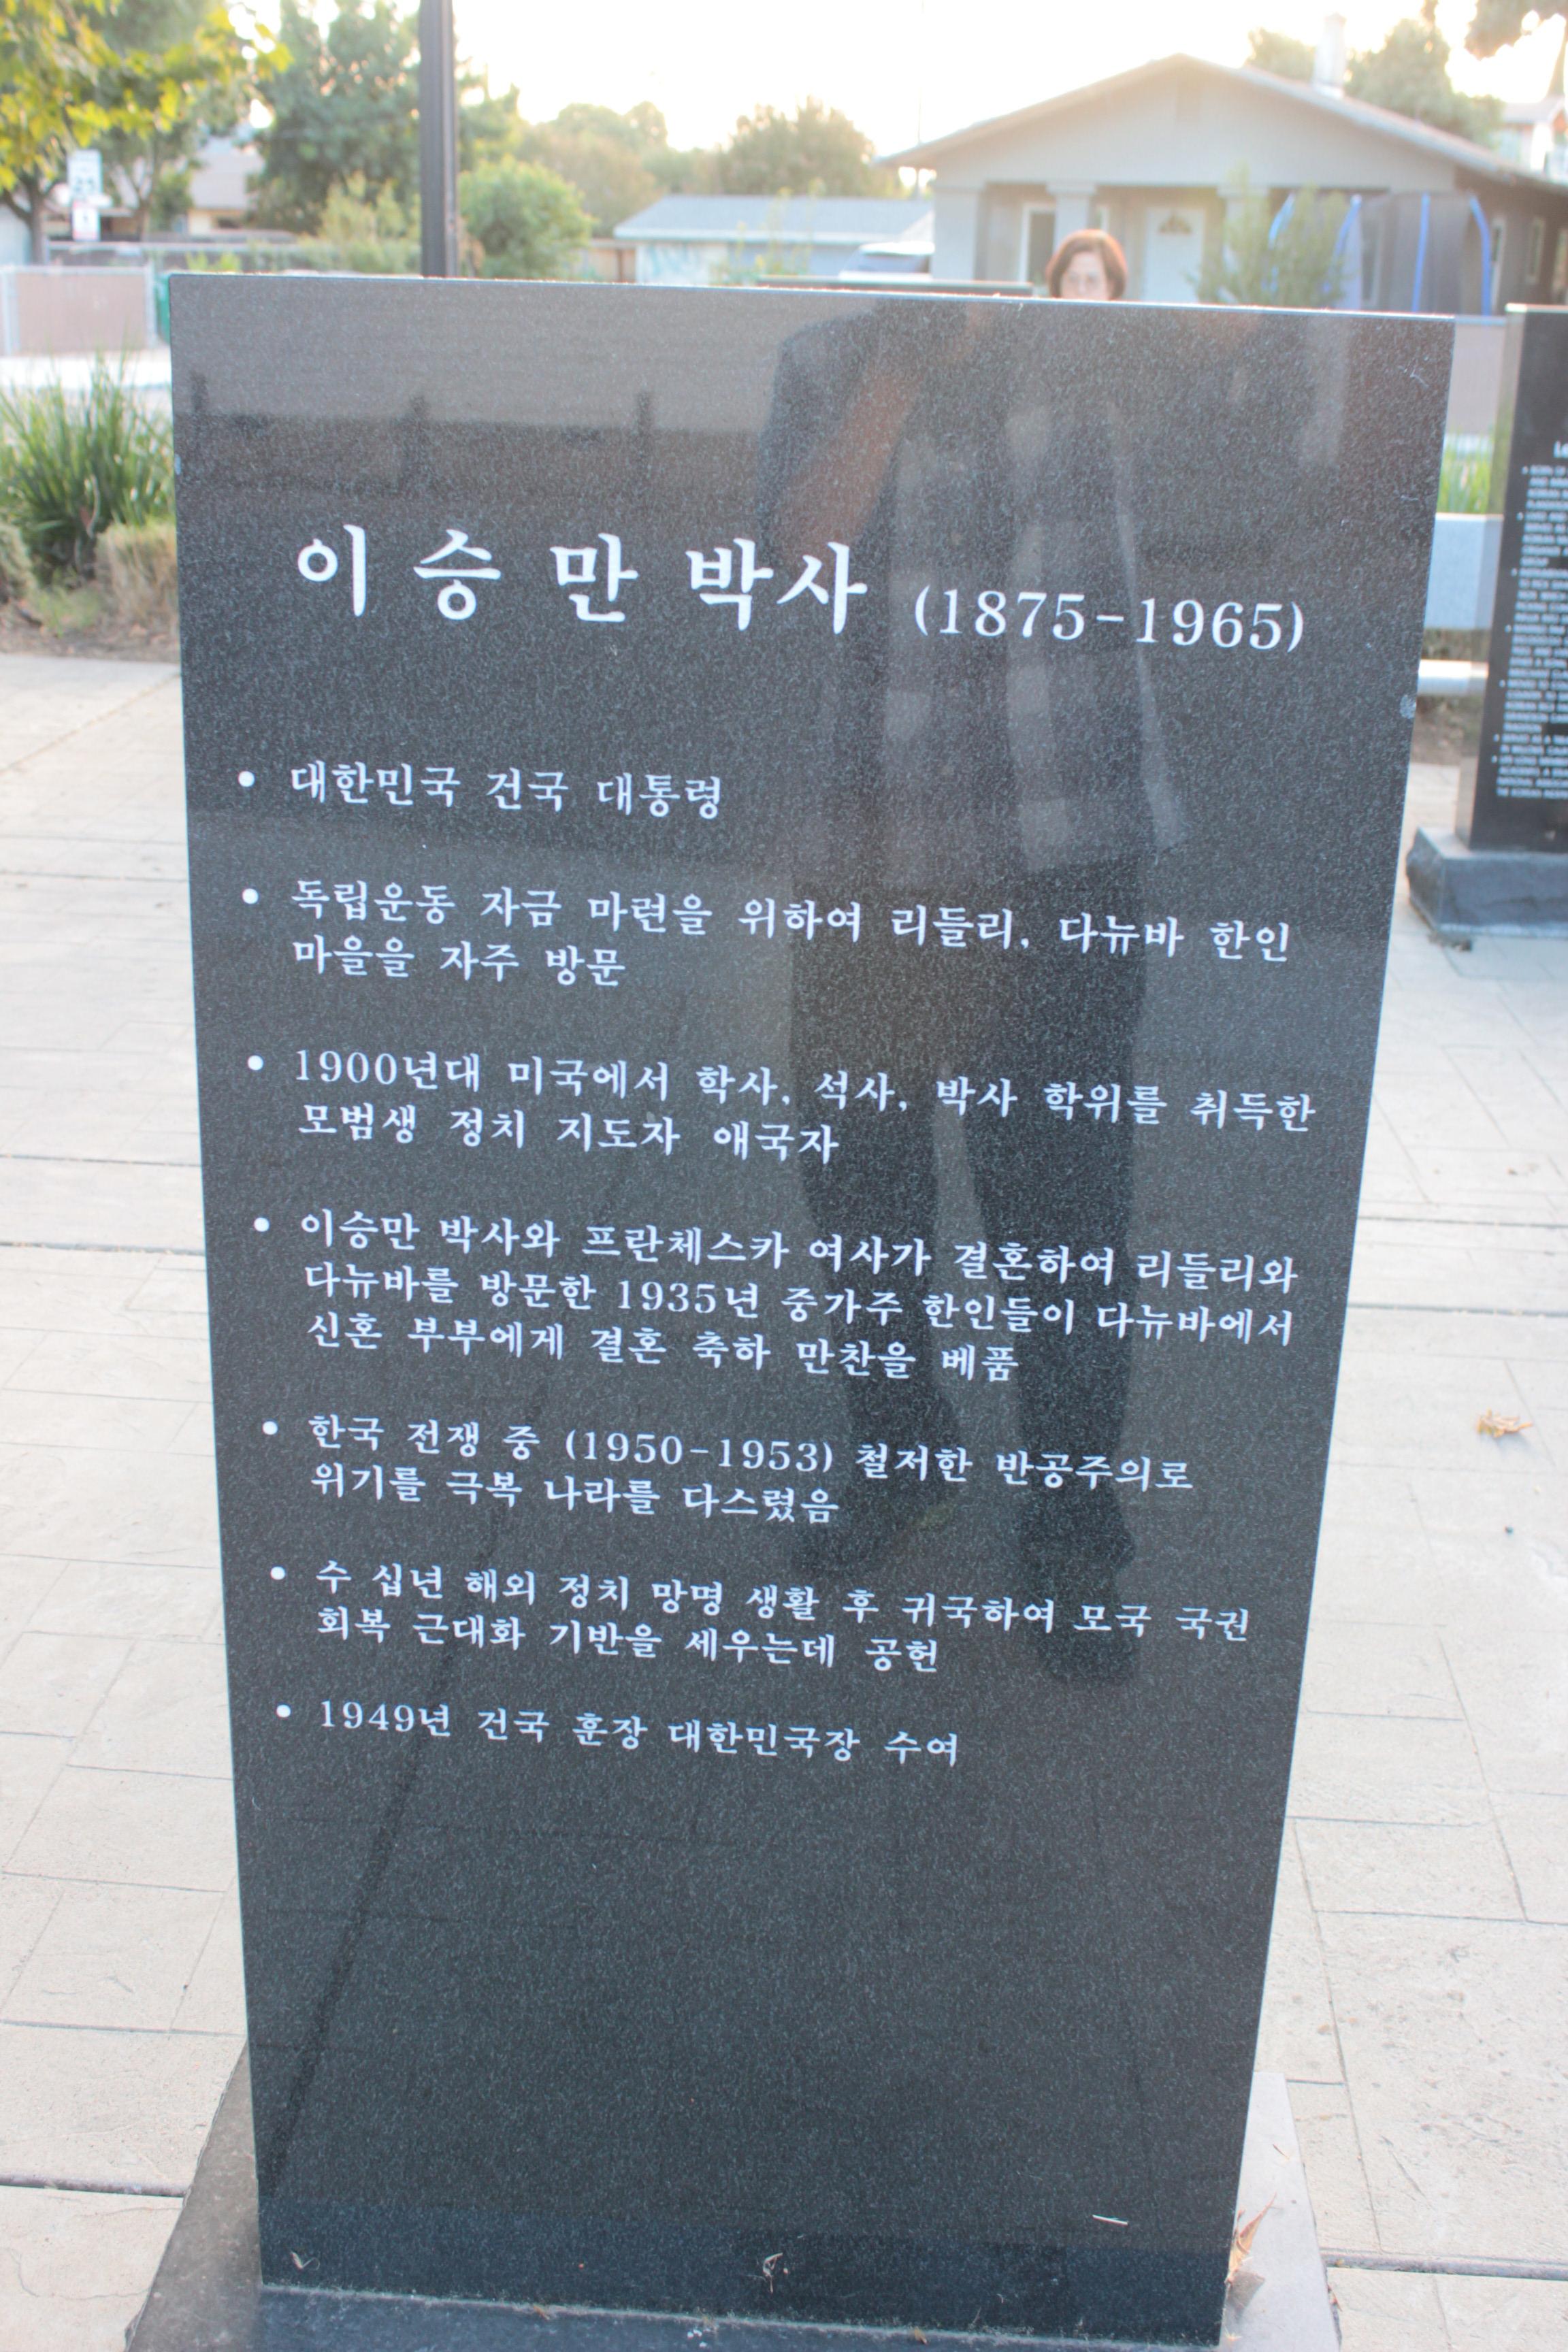 이 승 만 박사 (1875-1965)
• 대한민국 건국 대통령
• 독립운동 자금 마련을 위하여 리들리, 다뉴바 한인
마을을 자주 방문
• 1900년대 미국에서 학사, 석사, 박사 학위를 취득한
모범생 정치 지도자 애국자
• 이승만 박사와 프란체스카 여사가 결혼하여 리들리와
다뉴바를 방문한 1935년 중가주 한인들이 다뉴바에서
신혼 부부에게 결혼 축하 만찬을 베품
• 한국 전쟁 중 (1950-1953) 철저한 반공주의로
위기를 극복 나라를 다스렸음
• 수 십년 해외 정치 망명 생활 후 귀국하여 모국 국권
회복 근대화 기반을 세우는데 공헌
• 1949년 건국 훈장 대한민국장 수여